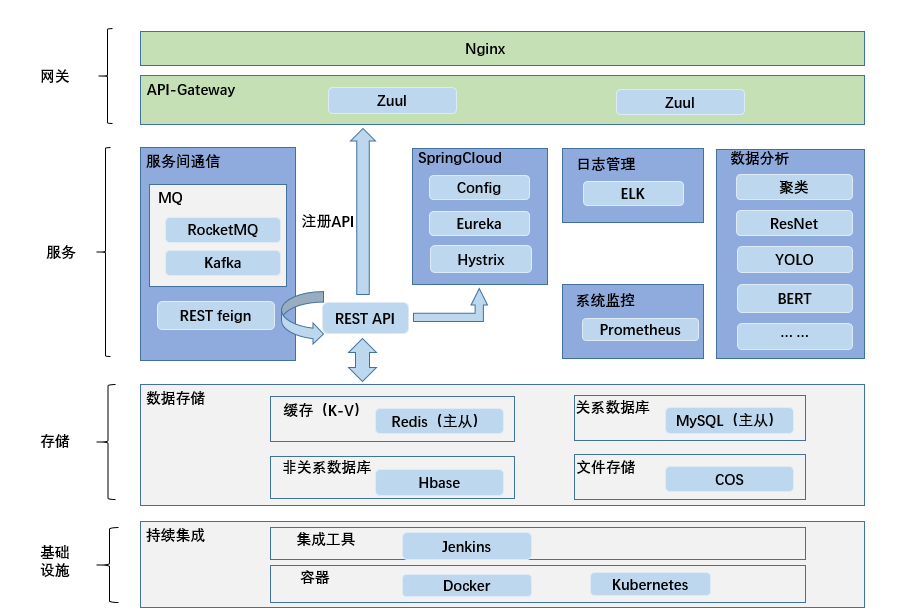 网关
Nginx
API-Gateway
Zuul
Zuul
服务
服务间通信
MQ
RocketMQ
Kafka
REST feign
注册API
REST API
SpringCloud
Config
Eureka
Hystrix
日志管理
ELK
系统监控
Prometheus
数据分析
聚类
ResNet
YOLO
BERT
... ...
存储
数据存储
缓存（K-V）
Redis（主从）
关系数据库
MySQL（主从）
非关系数据库
Hbase
文件存储
COS
基础
设施
持续集成
集成工具
Jenkins
容器
Docker
Kubernetes